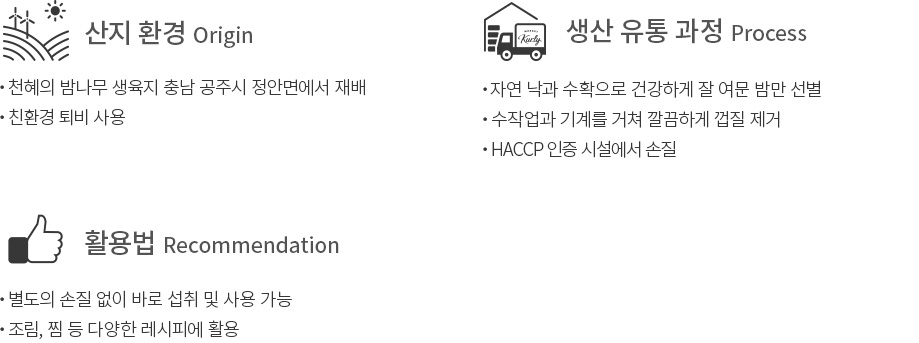 산지 환경 Origin
• 천혜의 밤나무 생육지 충남 공주시 정안면에서 재배
• 친환경 퇴비 사용
Kurly
생산 유통 과정 Process
• 자연 낙과 수확으로 건강하게 잘 여문 밤만 선별
• 수작업과 기계를 거쳐 깔끔하게 껍질 제거
• HACCP 인증 시설에서 손질
활용법 Recommendation
• 별도의 손질 없이 바로 섭취 및 사용 가능
• 조림, 찜 등 다양한 레시피에 활용